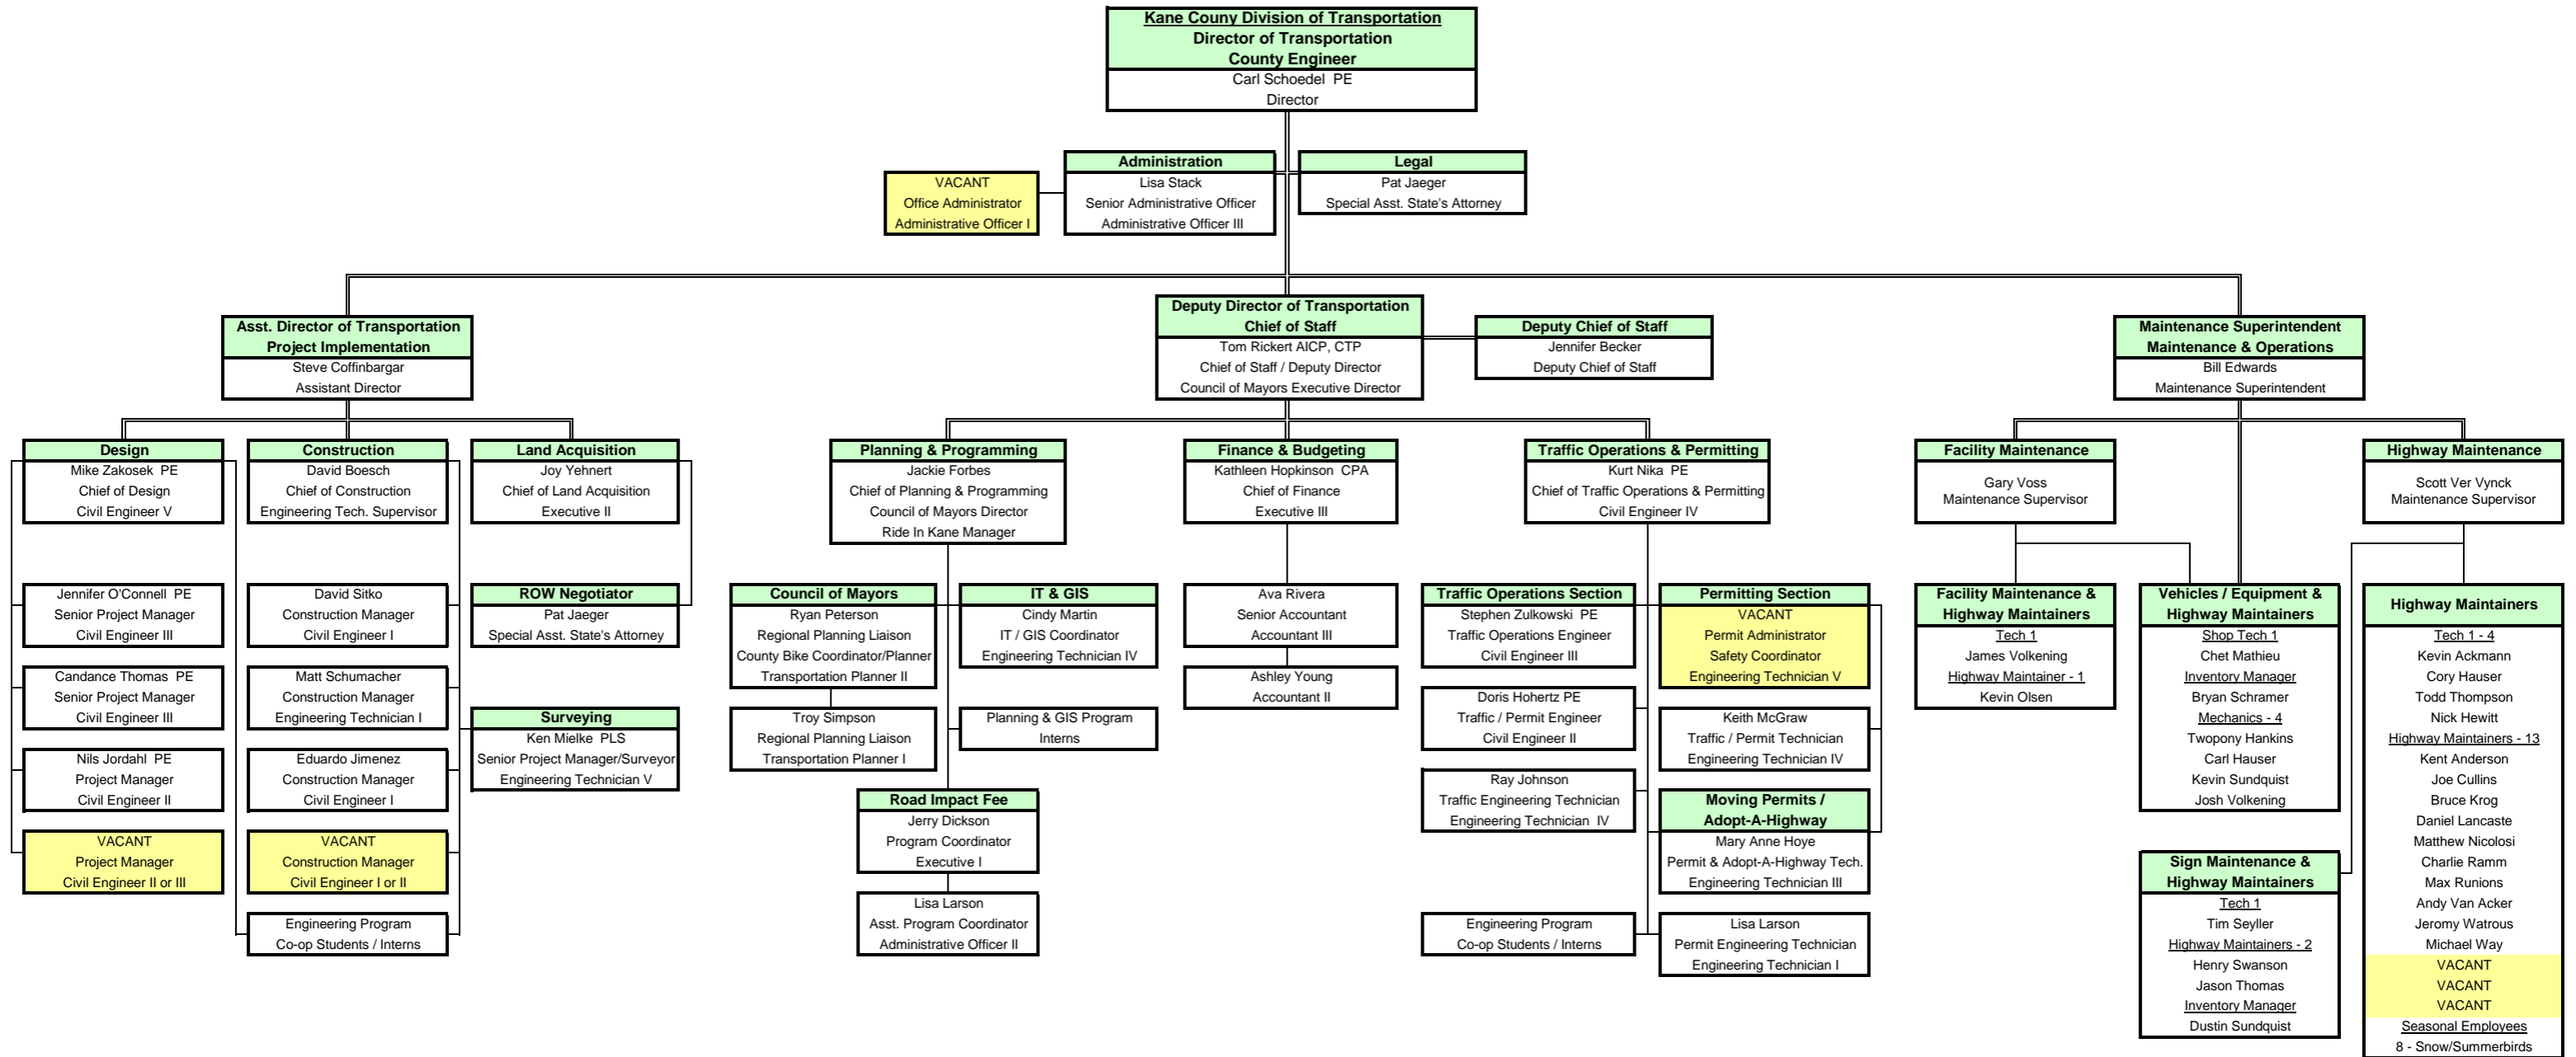 Kane Couny Division of Transportation
Director of Transportation
County Engineer
Carl Schoedel PE
Director
Administration
Lisa Stack
Senior Administrative Officer
Administrative Officer III
Legal
Pat Jaeger
Special Asst. State's Attorney
VACANT
Office Administrator
Administrative Officer I
Asst. Director of Transportation
Project Implementation
Steve Coffinbargar
Assistant Director
Deputy Director of Transportation
Chief of Staff
Tom Rickert AICP, CTP
Chief of Staff / Deputy Director
Council of Mayors Executive Director
Deputy Chief of Staff
Jennifer Becker
Deputy Chief of Staff
Maintenance Superintendent
Maintenance & Operations
Bill Edwards
Maintenance Superintendent
Design
Mike Zakosek PE
Chief of Design
Civil Engineer V
Jennifer O'Connell PE
Senior Project Manager
Civil Engineer III
Candance Thomas PE
Senior Project Manager
Civil Engineer III
Nils Jordahl PE
Project Manager
Civil Engineer II
VACANT
Project Manager
Civil Engineer II or III
Construction
David Boesch
Chief of Construction
Engineering Tech. Supervisor
David Sitko
Construction Manager
Civil Engineer I
Matt Schumacher
Construction Manager
Engineering Technician I
Eduardo Jimenez
Construction Manager
Civil Engineer I
VACANT
Construction Manager
Civil Engineer I or II
Engineering Program
Co-op Students / Interns
Land Acquisition
Joy Yehnert
Chief of Land Acquisition
Executive II
ROW Negotiator
Pat Jaeger
Special Asst. State's Attorney
Surveying
Ken Mielke PLS
Senior Project Manager/Surveyor
Engineering Technician V
Planning & Programming
Jackie Forbes
Chief of Planning & Programming
Council of Mayors Director
Ride In Kane Manager
Council of Mayors
Ryan Peterson
Regional Planning Liaison
County Bike Coordinator/Planner
Transportation Planner II
Troy Simpson
Regional Planning Liaison
Transportation Planner I
IT & GIS
Cindy Martin
IT / GIS Coordinator
Engineering Technician IV
Planning & GIS Program
Interns
Road Impact Fee
Jerry Dickson
Program Coordinator
Executive I
Lisa Larson
Asst. Program Coordinator
Administrative Officer II
Finance & Budgeting
Kathleen Hopkinson CPA
Chief of Finance
Executive III
Ava Rivera
Senior Accountant
Accountant III
Ashley Young
Accountant II
Traffic Operations & Permitting
Kurt Nika PE
Chief of Traffic Operations & Permitting
Civil Engineer IV
Traffic Operations Section
Stephen Zulkowski PE
Traffic Operations Engineer
Civil Engineer III
Doris Hohertz PE
Traffic / Permit Engineer
Civil Engineer II
Ray Johnson
Traffic Engineering Technician
Engineering Technician IV
Engineering Program
Co-op Students / Interns
Permitting Section
VACANT
Permit Administrator
Safety Coordinator
Engineering Technician V
Keith McGraw
Traffic / Permit Technician
Engineering Technician IV
Moving Permits /
Adopt-A-Highway
Mary Anne Hoye
Permit & Adopt-A-Highway Tech.
Engineering Technician III
Lisa Larson
Permit Engineering Technician
Engineering Technician I
Facility Maintenance
Gary Voss
Maintenance Supervisor
Facility Maintenance &
Highway Maintainers
Tech 1
James Volkening
Highway Maintainer - 1
Kevin Olsen
Vehicles / Equipment &
Highway Maintainers
Shop Tech 1
Chet Mathieu
Inventory Manager
Bryan Schramer
Mechanics - 4
Twopony Hankins
Carl Hauser
Kevin Sundquist
Josh Volkening
Sign Maintenance &
Highway Maintainers
Tech 1
Tim Seyller
Highway Maintainers - 2
Henry Swanson
Jason Thomas
Inventory Manager
Dustin Sundquist
Highway Maintenance
Scott Ver Vynck
Maintenance Supervisor
Highway Maintainers
Tech 1 - 4
Kevin Ackmann
Cory Hauser
Todd Thompson
Nick Hewitt
Highway Maintainers - 13
Kent Anderson
Joe Cullins
Bruce Krog
Daniel Lancaste
Matthew Nicolosi
Charlie Ramm
Max Runions
Andy Van Acker
Jeromy Watrous
Michael Way
VACANT
VACANT
VACANT
Seasonal Employees
8 - Snow/Summerbirds